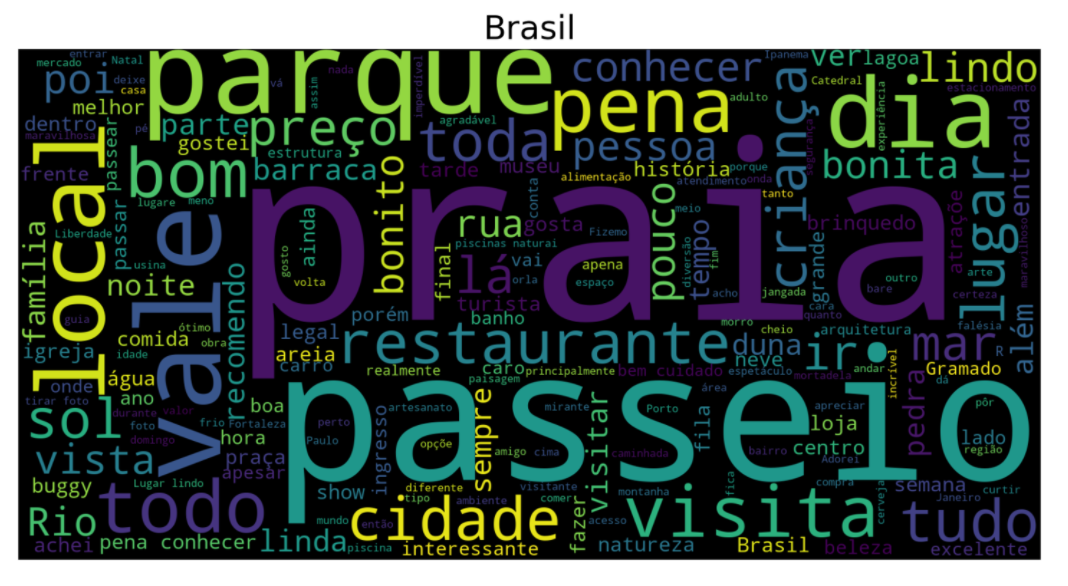 Brasil
entrar
mercado
Natal
deixe
casa
poi
melhor
parque
vá
nada
assim
imperdível
agradável
conhecer
adulto
Ipanema
ver
lagoa
lindo
Catedral
experiência
estacionamento
dia
pena
criança
segurança
dentro
maravilhosa
pé
passear
parte
gostei
preço
estrutura
toda
pessoa
porque
bonita
entrada
frente
bom
barraca
bonito
tarde
museu
alimentação
história
atendimento
onda
tanto
local
lugare
meno
vale
praia
conta
rua
gosta
meio
pouco
tempo
brinquedo
lugar
atraçõe
maravilhoso
família
Liberdade
passar
usina
ainda
gosto
volta
final
piscinas naturai
Fizemo
vai
apena
orla
espaço
diversão
fim
acho
jangada
grande
outro
arte
certeza
cara
bare
quanto
noite
lá
turista
guia
comida
ótimo
obra
recomendo
porém
legal
banho
morro
cheio
arquitetura
falésia
igreja
idade
areia
carro
restaurante
duna
neve
ir
mar
R
além
onde
água
realmente
caro
principalmente
bem cuidado
espetáculo
mortadela
andar
incrível
Gramado
dá
tirar foto
ano
paisagem
área
pedra
pôr
durante
valor
frio
Fortaleza
boa
perto
artesanato
sempre
mirante
Porto
apreciar
sol
foto
domingo
hora
Paulo
passeio
ingresso
opçõe
amigo
cima
visitar
caminhada
fila
bairro
loja
centro
Adorei
lado
região
vista
praça
apesar
buggy
Lugar lindo
show
tipo
diferente
ambiente
visitante
comer
montanha
fica
compra
cerveja
semana
Janeiro
curtir
Rio
todo
mundo
então
cidade
fazer
acesso
visita
tudo
achei
pena conhecer
linda
piscina
interessante
natureza
Brasil
beleza
excelente